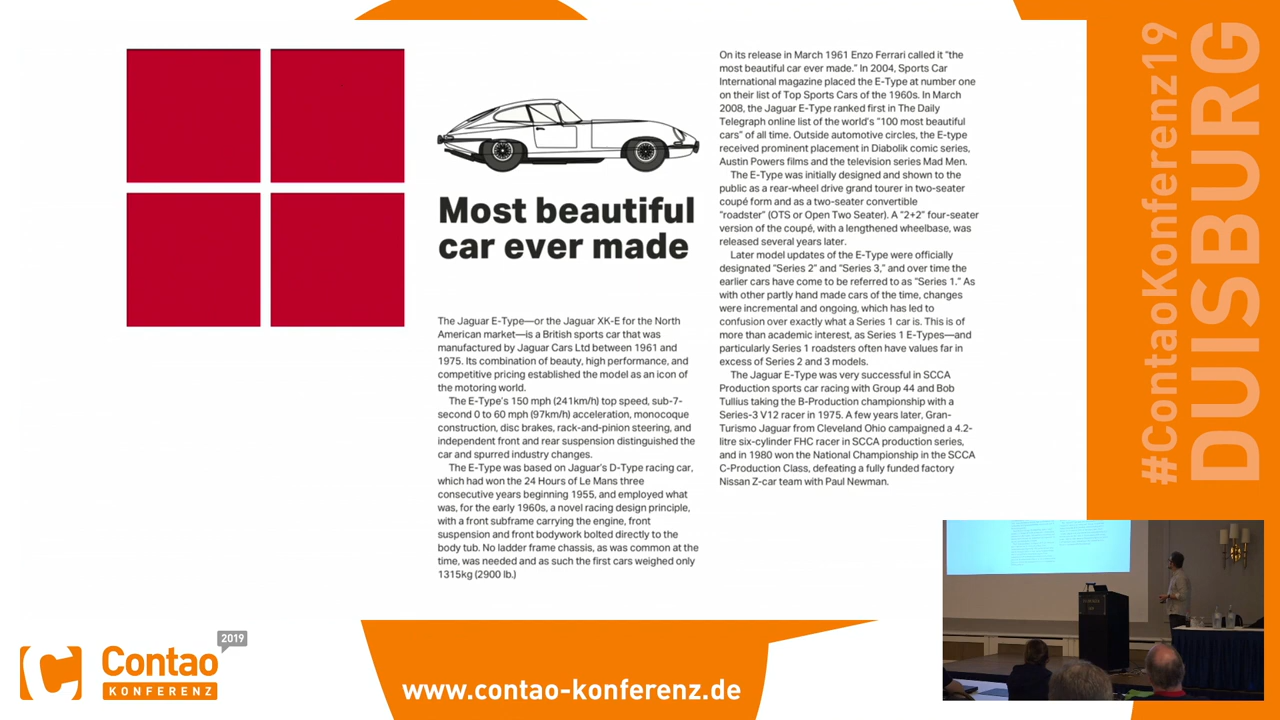 Most beautiful
car ever made
The Jaguar E-Type—or the Jaguar XK-E for the North
American market—is a British sports car that was
manufactured by Jaguar Cars Ltd between 1961 and
1975. Its combination of beauty, high performance, and
competitive pricing established the model as an icon of
the motoring world.
The E-Type's 150 mph (241km/h) top speed, sub-7-
second 0 to 60 mph (97km/h) acceleration, monocoque
construction, disc brakes, rack-and-pinion steering, and
independent front and rear suspension distinguished the
car and spurred industry changes.
The E-Type was based on Jaguar's D-Type racing car,
which had won the 24 Hours of Le Mans three
consecutive years beginning 1955, and employed what
was, for the early 1960s, a novel racing design principle,
with a front subframe carrying the engine, front
suspension and front bodywork bolted directly to the
body tub. No ladder frame chassis, as was common at the
time, was needed and as such the first cars weighed only
1315kg (2900 lb.)
On its release in March 1961 Enzo Ferrari called it "the
most beautiful car ever made." In 2004, Sports Car
International magazine placed the E-Type at number one
on their list of Top Sports Cars of the 1960s. In March
2008, the Jaguar E-Type ranked first in The Daily
Telegraph online list of the world's "100 most beautiful
cars" of all time. Outside automotive circles, the E-type
received prominent placement in Diabolik comic series,
Austin Powers films and the television series Mad Men.
The E-Type was initially designed and shown to the
public as a rear-wheel drive grand tourer in two-seater
coupé form and as a two-seater convertible
"roadster" (OTS or Open Two Seater). A "2+2" four-seater
version of the coupé, with a lengthened wheelbase, was
released several years later.
Later model updates of the E-Type were officially
designated "Series 2" and "Series 3," and over time the
earlier cars have come to be referred to as "Series 1." As
with other partly hand made cars of the time, changes
were incremental and ongoing, which has led to
confusion over exactly what a Series 1 car is. This is of
more than academic interest, as Series 1 E-Types—and
particularly Series 1 roadsters often have values far in
excess of Series 2 and 3 models.
The Jaguar E-Type was very successful in SCCA
Production sports car racing with Group 44 and Bob
Tullius taking the B-Production championship with a
Series-3 V12 racer in 1975. A few years later, Gran-
Turismo Jaguar from Cleveland Ohio campaigned a 4.2-
litre six-cylinder FHC racer in SCCA production series,
and in 1980 won the National Championship in the SCCA
C-Production Class, defeating a fully funded factory
Nissan Z-car team with Paul Newman.
#ContaoKonferenz19
DUISBURG
2019
Contao
KONFERENZ
www.contao-konferenz.de